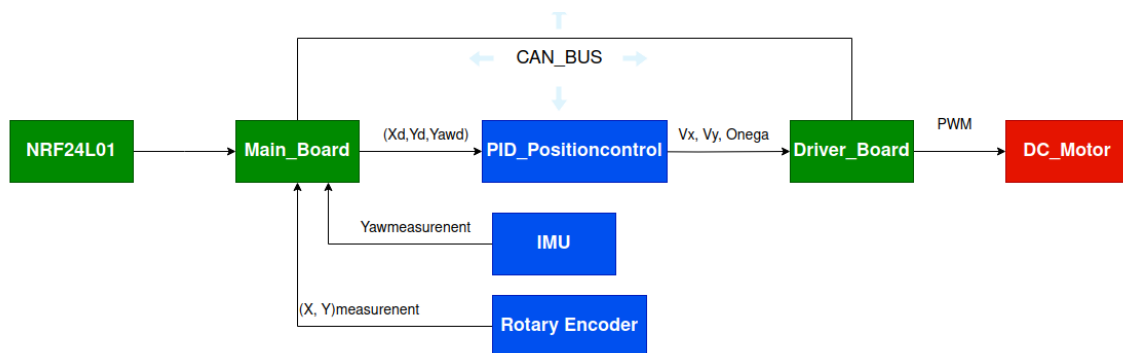 CAN_BUS
NRF24L01
Main_Board
(Xd,Yd,Yawd)
PID_Positioncontrol
Vx, Vy, Onega
Driver_Board
PWM
DC_Motor
Yawmeasurenent
IMU
(X, Y)measurenent
Rotary Encoder